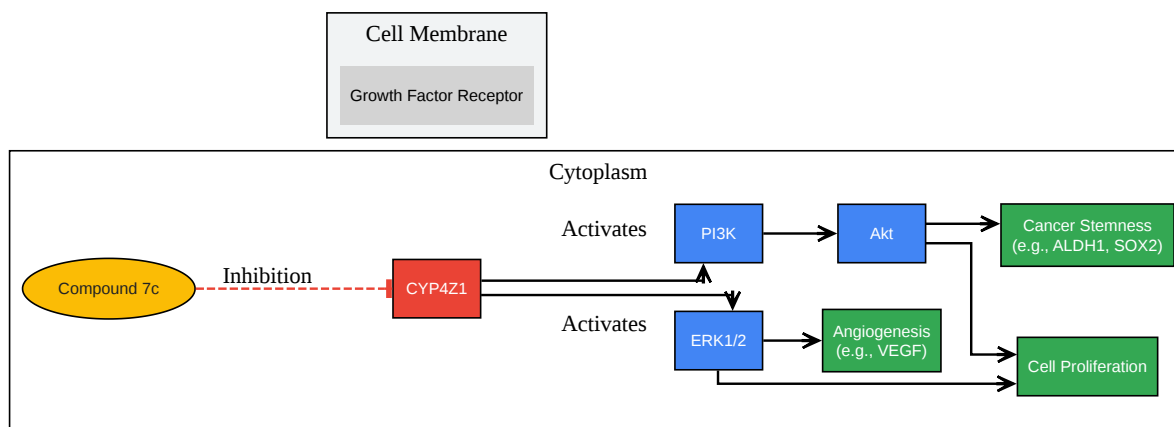 Cell Membrane
Growth Factor Receptor
Cytoplasm
Activates
PI3K
Akt
Cancer Stemness
(e.g., ALDH1, SOX2)
Inhibition
Compound 7c
CYP4Z1
Activates
ERK1/2
Angiogenesis
(e.g., VEGF)
Cell Proliferation